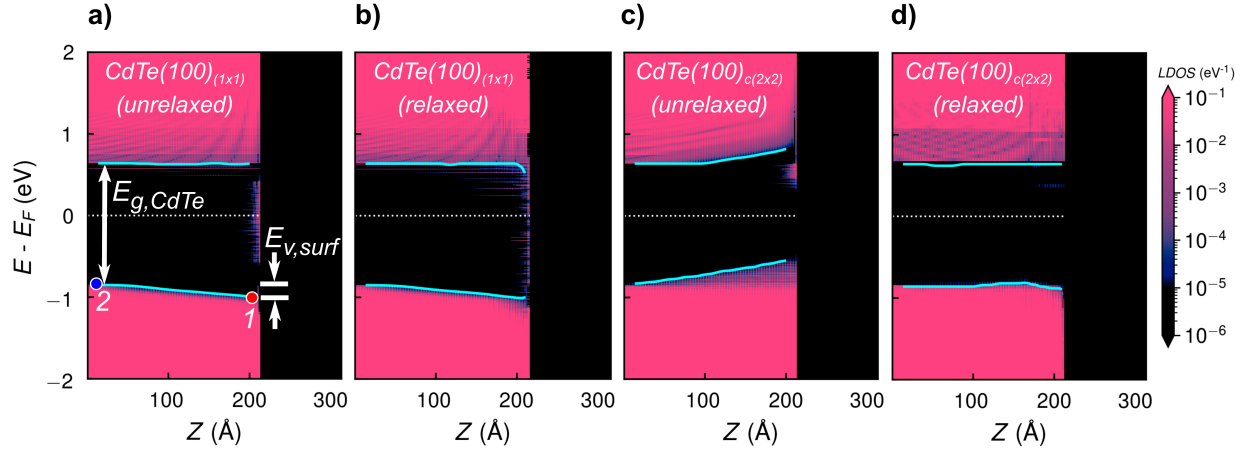 a)
b)
c)
d)
E - E_F (eV)
2
1
0
−1
−2
CdTe(100)(1x1)
(unrelaxed)
E_g,CdTe
E_v,surf
2
1
CdTe(100)(1x1)
(relaxed)
CdTe(100)c(2x2)
(unrelaxed)
CdTe(100)c(2x2)
(relaxed)
LDOS (eV⁻¹)
10⁻¹
10⁻²
10⁻³
10⁻⁴
10⁻⁵
10⁻⁶
100 200 300
100 200 300
100 200 300
100 200 300
Z (Å)
Z (Å)
Z (Å)
Z (Å)